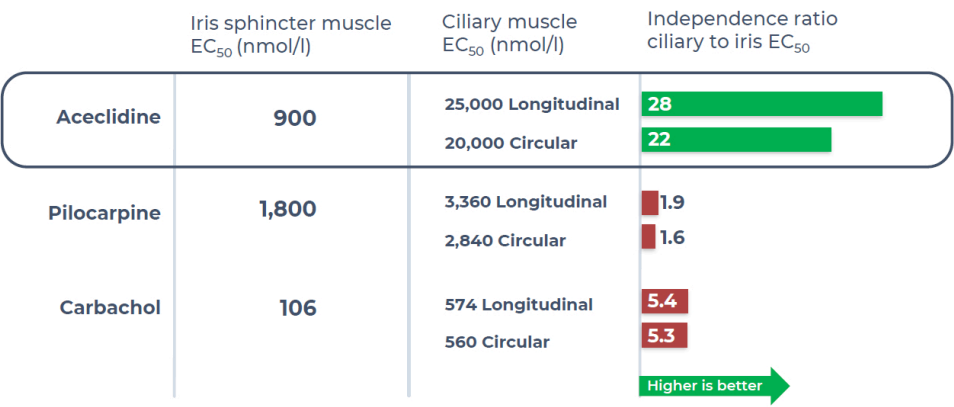 Iris sphincter muscle
EC₅₀ (nmol/l)
Ciliary muscle
EC₅₀ (nmol/l)
Independence ratio
ciliary to iris EC₅₀
Aceclidine
900
25,000 Longitudinal
28
20,000 Circular
22
Pilocarpine
1,800
3,360 Longitudinal
1.9
2,840 Circular
1.6
Carbachol
106
574 Longitudinal
5.4
560 Circular
5.3
Higher is better